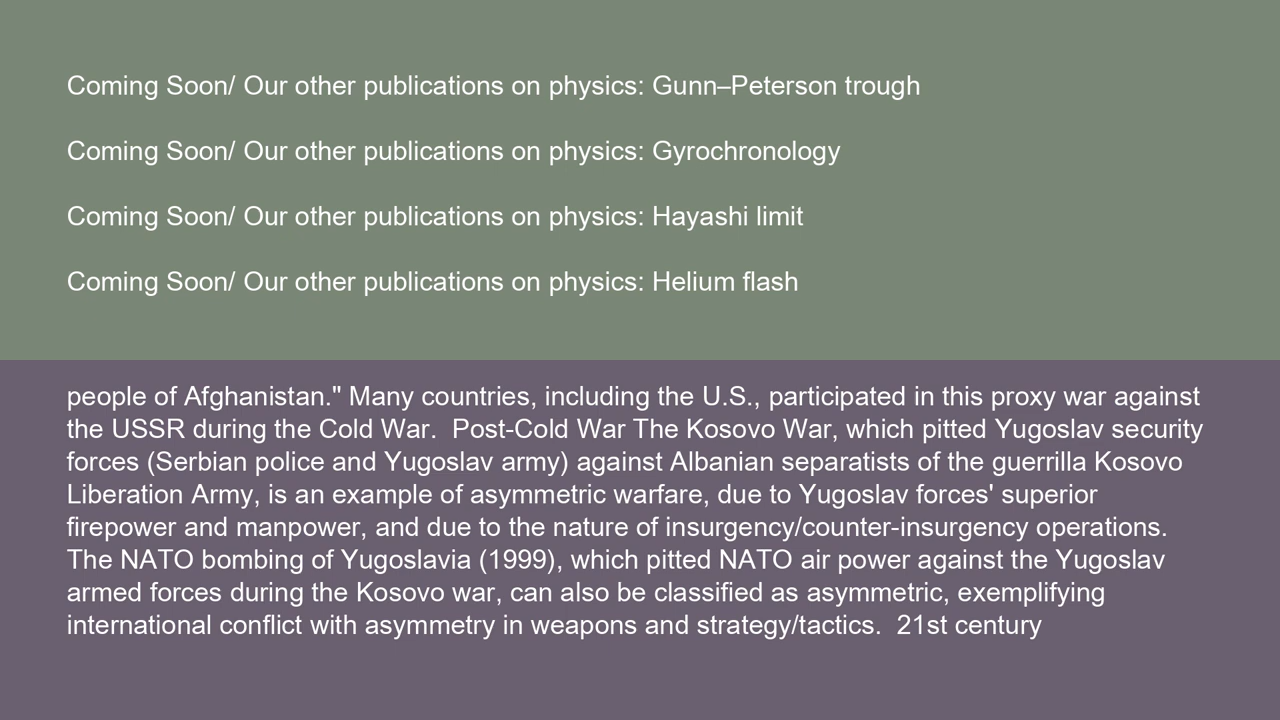 Coming Soon/ Our other publications on physics: Gunn–Peterson trough
Coming Soon/ Our other publications on physics: Gyrochronology
Coming Soon/ Our other publications on physics: Hayashi limit
Coming Soon/ Our other publications on physics: Helium flash
people of Afghanistan." Many countries, including the U.S., participated in this proxy war against
the USSR during the Cold War.  Post-Cold War The Kosovo War, which pitted Yugoslav security
forces (Serbian police and Yugoslav army) against Albanian separatists of the guerrilla Kosovo
Liberation Army, is an example of asymmetric warfare, due to Yugoslav forces' superior
firepower and manpower, and due to the nature of insurgency/counter-insurgency operations.
The NATO bombing of Yugoslavia (1999), which pitted NATO air power against the Yugoslav
armed forces during the Kosovo war, can also be classified as asymmetric, exemplifying
international conflict with asymmetry in weapons and strategy/tactics.  21st century